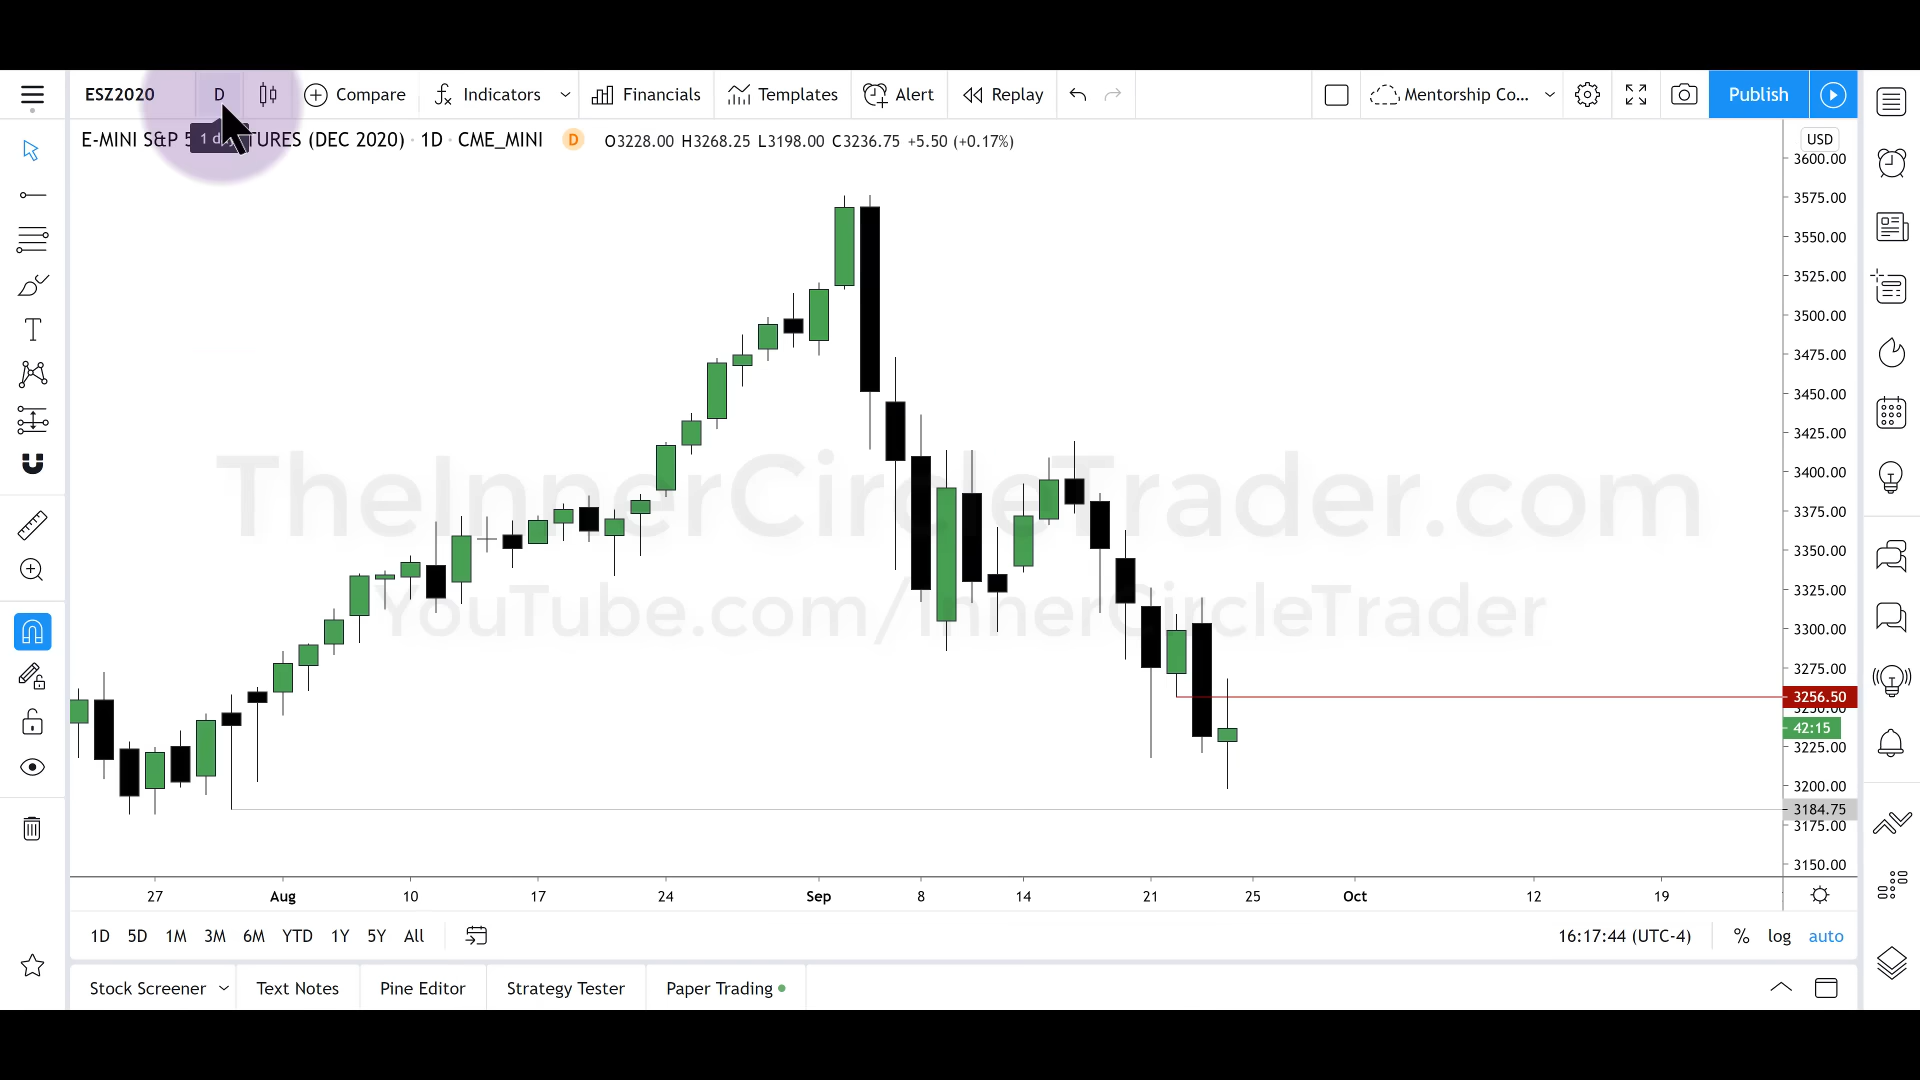 ESZ2020 D Compare Indicators Financials Templates Alert Replay Mentorship Co... Publish
E-MINI S&P 5 TURES (DEC 2020) · 1D · CME_MINI D O3228.00 H3268.25 L3198.00 C3236.75 +5.50 (+0.17%)
USD
3600.00
3575.00
3550.00
3525.00
3500.00
3475.00
3450.00
3425.00
3400.00
3375.00
3350.00
3325.00
3300.00
3275.00
3256.50
3250.00
42:15
3225.00
3200.00
3184.75
3175.00
3150.00
TheInnerCircleTrader.com
YouTube.com/InnerCircleTrader
27 Aug 10 17 24 Sep 8 14 21 25 Oct 12 19
1D 5D 1M 3M 6M YTD 1Y 5Y All 16:17:44 (UTC-4) % log auto
Stock Screener Text Notes Pine Editor Strategy Tester Paper Trading